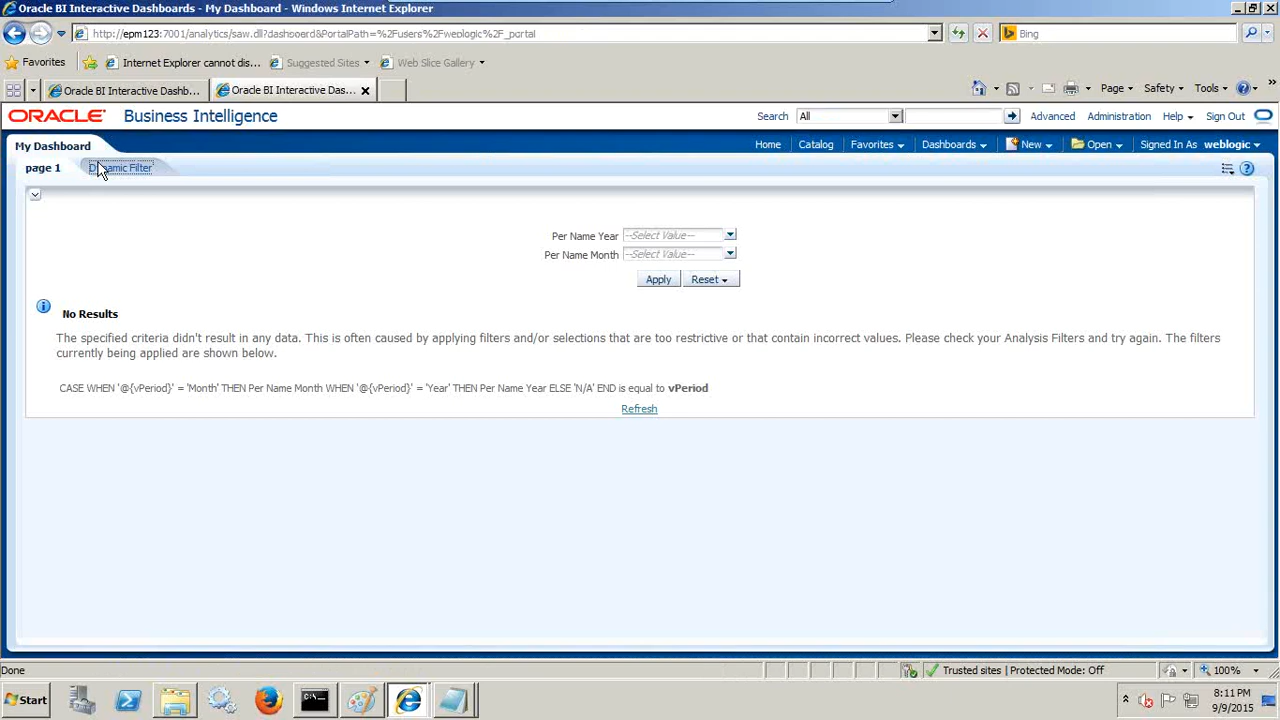 Oracle BI Interactive Dashboards - My Dashboard - Windows Internet Explorer
http://epm123:7001/analytics/saw.dll?dashboard&PortalPath=%2Fusers%2Fweblogic%2F_portal
Bing
Favorites Internet Explorer cannot dis... Suggested Sites Web Slice Gallery
Oracle BI Interactive Dashb... Oracle BI Interactive Das... Page Safety Tools
ORACLE Business Intelligence Search All Advanced Administration Help Sign Out
My Dashboard Home Catalog Favorites Dashboards New Open Signed In As weblogic
page 1 Dynamic Filter
Per Name Year --Select Value--
Per Name Month --Select Value--
Apply Reset
No Results
The specified criteria didn't result in any data. This is often caused by applying filters and/or selections that are too restrictive or that contain incorrect values. Please check your Analysis Filters and try again. The filters
currently being applied are shown below.
CASE WHEN '@{vPeriod}' = 'Month' THEN Per Name Month WHEN '@{vPeriod}' = 'Year' THEN Per Name Year ELSE 'N/A' END is equal to vPeriod
Refresh
Done Trusted sites | Protected Mode: Off 100%
Start 8:11 PM
9/9/2015